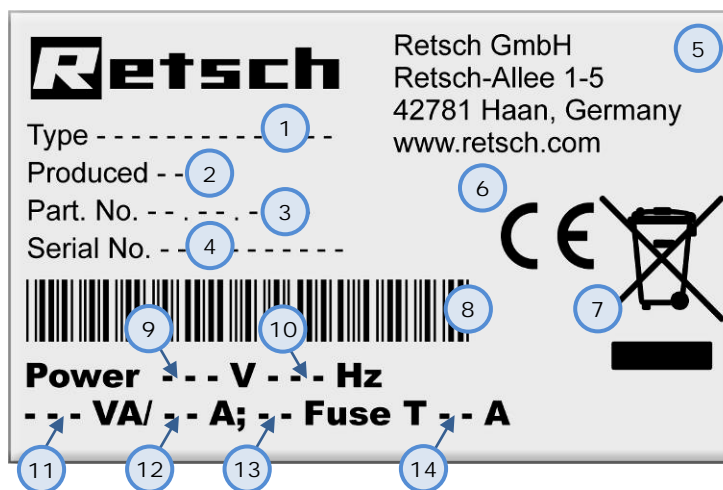 Retsch
Retsch GmbH
Retsch-Allee 1-5
42781 Haan, Germany
www.retsch.com
5
Type - - - - - - - - - - - - - - -
1
Produced - -
2
Part. No. - - . - - . -
3
Serial No. - - - - - - - - - -
4
6
CE
7
8
9
10
Power - - - V - - - Hz
- - - VA/ - - A; - - Fuse T - - A
11
12
13
14